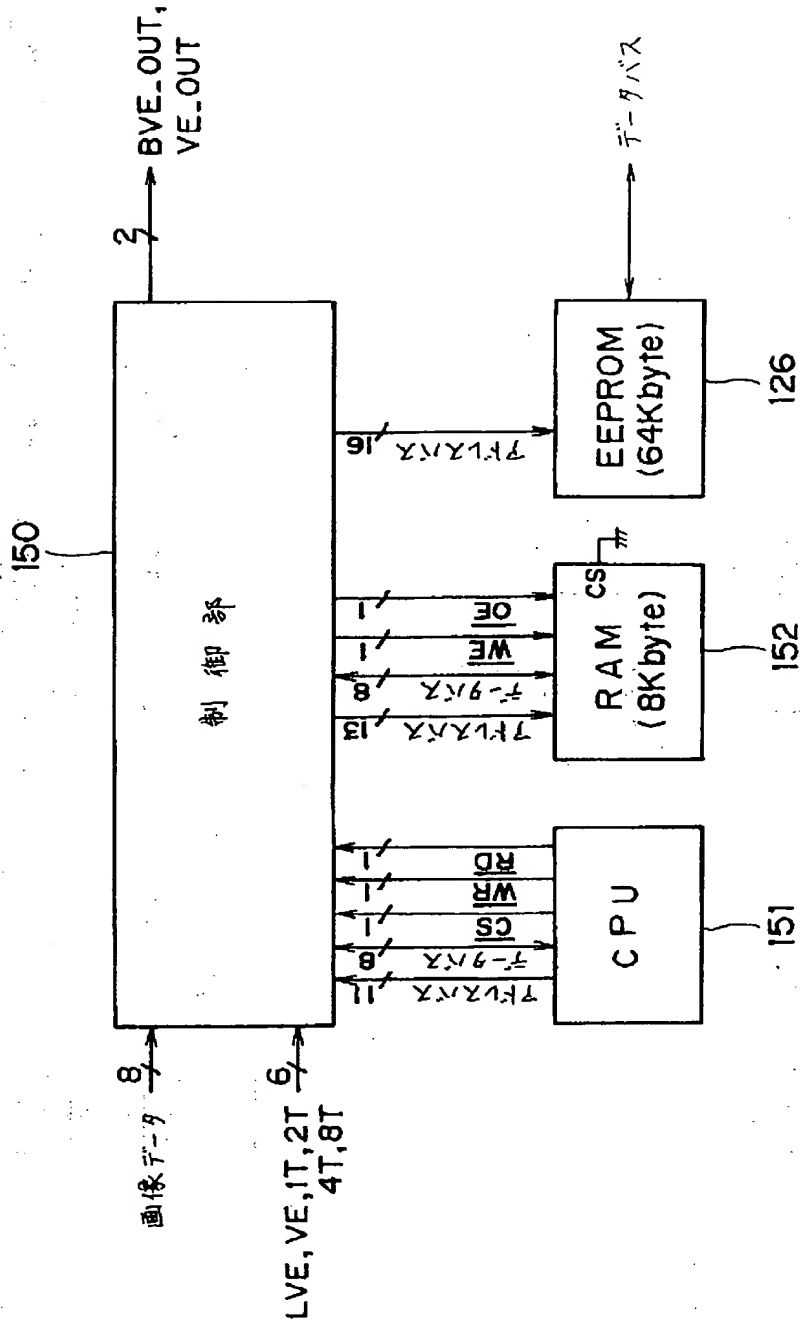 150
画像データ
8
LVE, VE, 1T, 2T
4T, 8T
6
制御部
2
BVE_OUT,
VE_OUT
11
アドレスバス
8
データバス
1
CS
1
WR
1
RD
13
アドレスバス
8
データバス
1
WE
1
OE
16
アドレスバス
CPU
151
RAM
(8Kbyte)
CS
152
EEPROM
(64Kbyte)
126
データバス